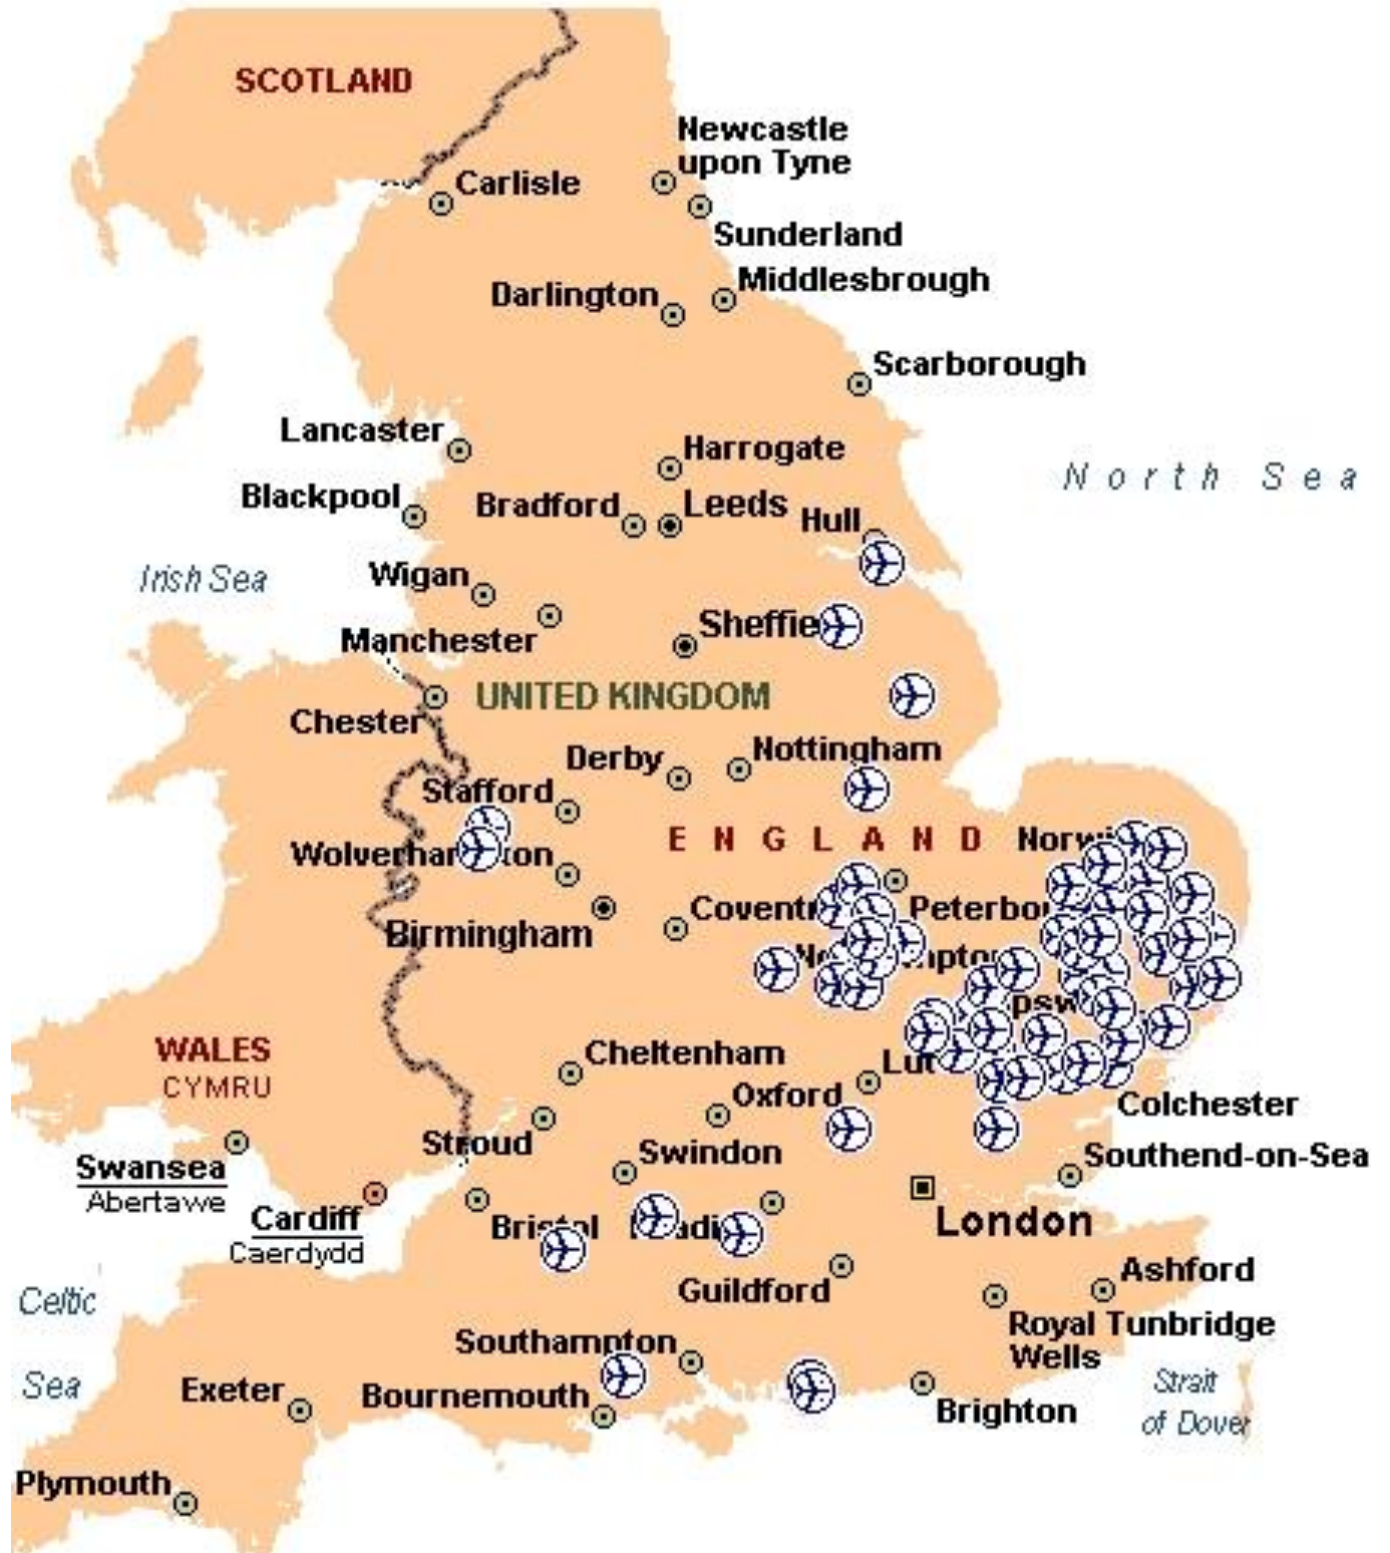 SCOTLAND
Newcastle
upon Tyne
Carlisle
Sunderland
Middlesbrough
Darlington
Scarborough
Lancaster
Harrogate
North Sea
Blackpool
Bradford
Leeds
Hull
Irish Sea
Wigan
Manchester
UNITED KINGDOM
Chester
Derby
Nottingham
Stafford
ENGLAND
Birmingham
WALES
CYMRU
Cheltenham
Oxford
Colchester
Stroud
Swindon
Southend-on-Sea
Swansea
Abertawe
Cardiff
Caerdydd
London
Guildford
Ashford
Celtic
Sea
Royal Tunbridge
Wells
Southampton
Strait
of Dover
Exeter
Bournemouth
Brighton
Plymouth